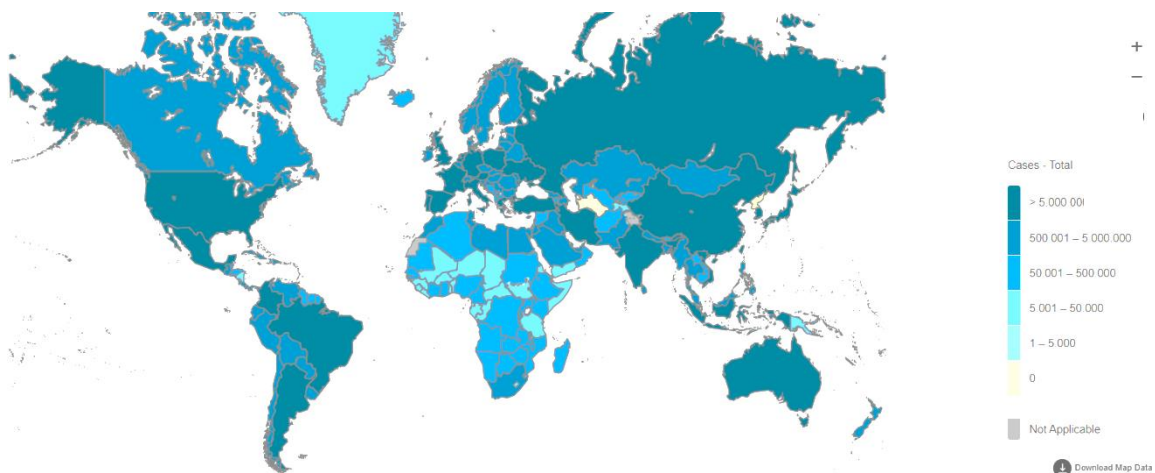 +
−
Cases - Total
> 5 000 000
500 001 – 5 000 000
50 001 – 500 000
5 001 – 50 000
1 – 5 000
0
Not Applicable
Download Map Data